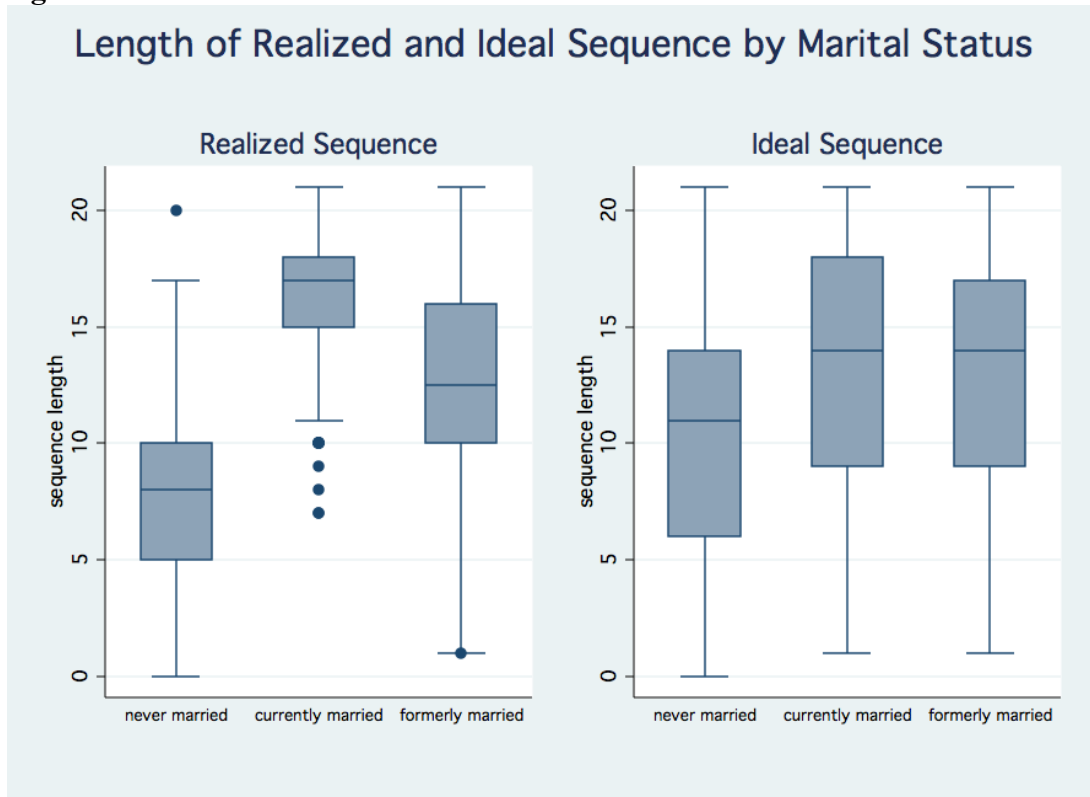 Length of Realized and Ideal Sequence by Marital Status
Realized Sequence
sequence length
20
15
10
5
0
never married currently married formerly married
Ideal Sequence
sequence length
20
15
10
5
0
never married currently married formerly married